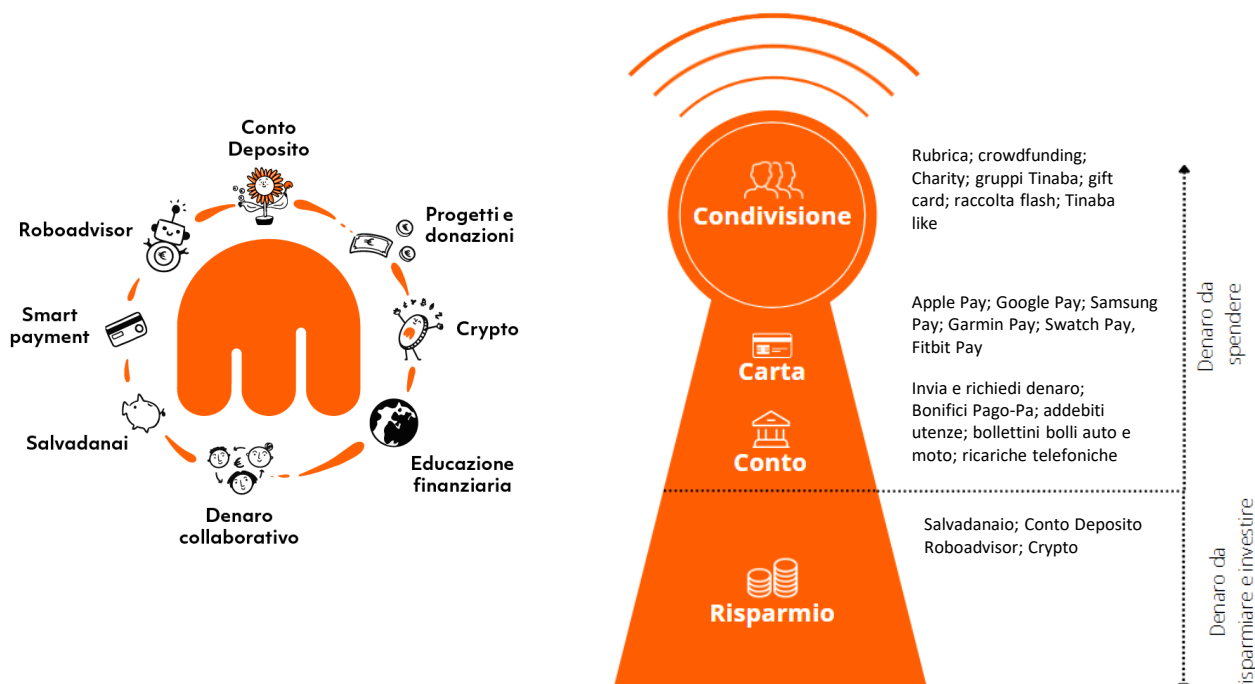 Conto
Deposito
Roboadvisor
Progetti e
donazioni
Smart
payment
Crypto
Salvadanai
Educazione
finanziaria
Denaro
collaborativo
Condivisione
Rubrica; crowdfunding;
Charity; gruppi Tinaba; gift
card; raccolta flash; Tinaba
like
Carta
Apple Pay; Google Pay; Samsung
Pay; Garmin Pay; Swatch Pay,
Fitbit Pay
Conto
Invia e richiedi denaro;
Bonifici Pago-Pa; addebiti
utenze; bollettini bolli auto e
moto; ricariche telefoniche
Denaro da
spendere
Risparmio
Salvadanaio; Conto Deposito
Roboadvisor; Crypto
Denaro da
isparmiare e investire